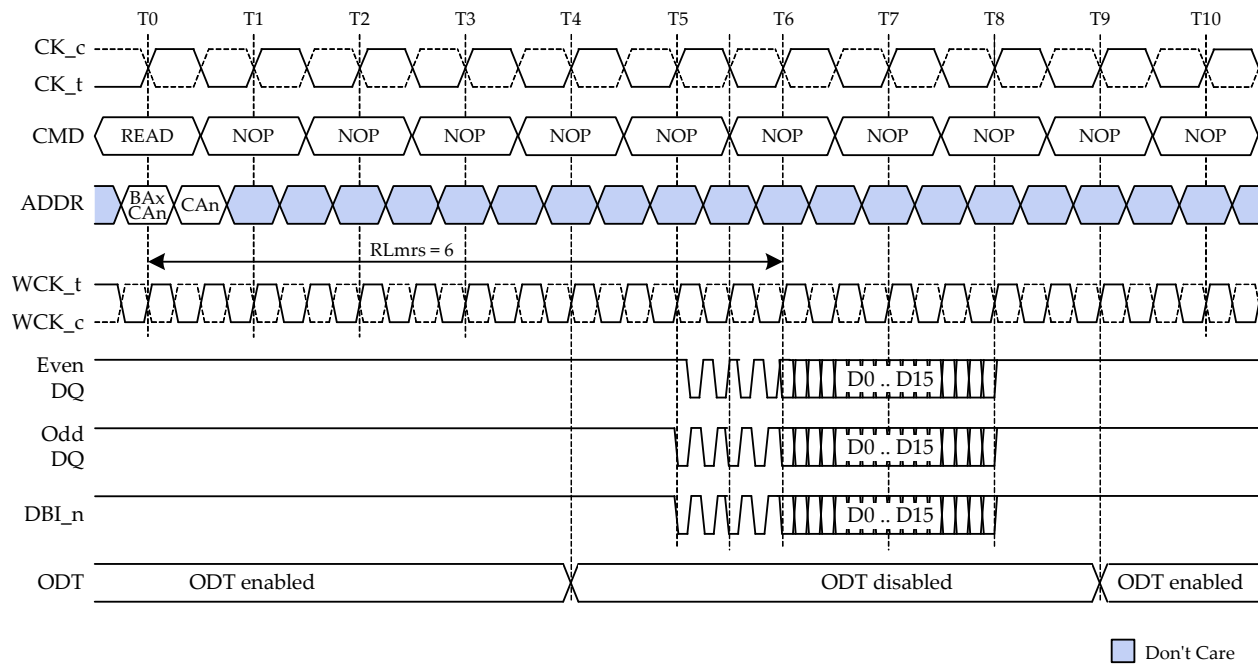 T0 T1 T2 T3 T4 T5 T6 T7 T8 T9 T10
CK_c
CK_t
CMD READ NOP NOP NOP NOP NOP NOP NOP NOP NOP NOP
ADDR BAx CAn CAn
RLmrs = 6
WCK_t
WCK_c
Even
DQ D0 .. D15
Odd
DQ D0 .. D15
DBI_n D0 .. D15
ODT ODT enabled ODT disabled ODT enabled
Don't Care